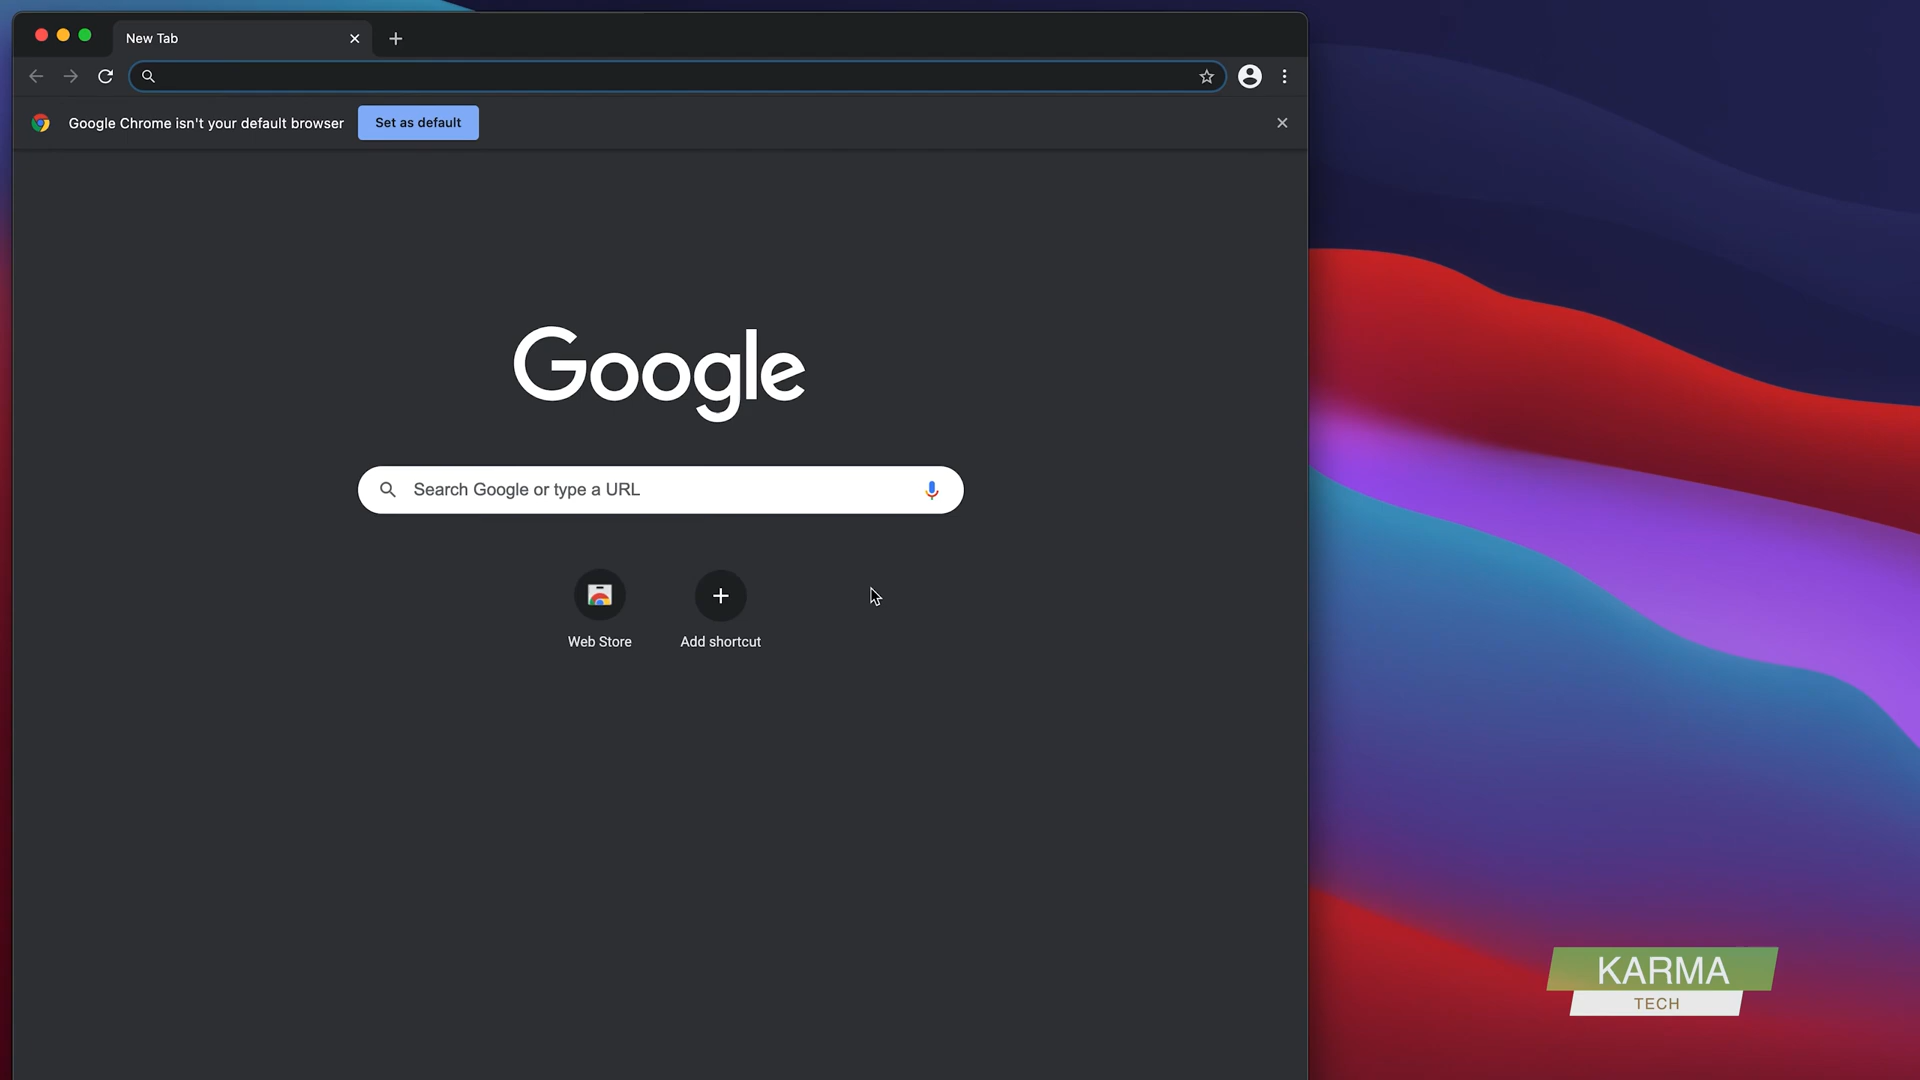 New Tab
Google Chrome isn't your default browser
Set as default
Google
Search Google or type a URL
Web Store
Add shortcut
KARMA
TECH